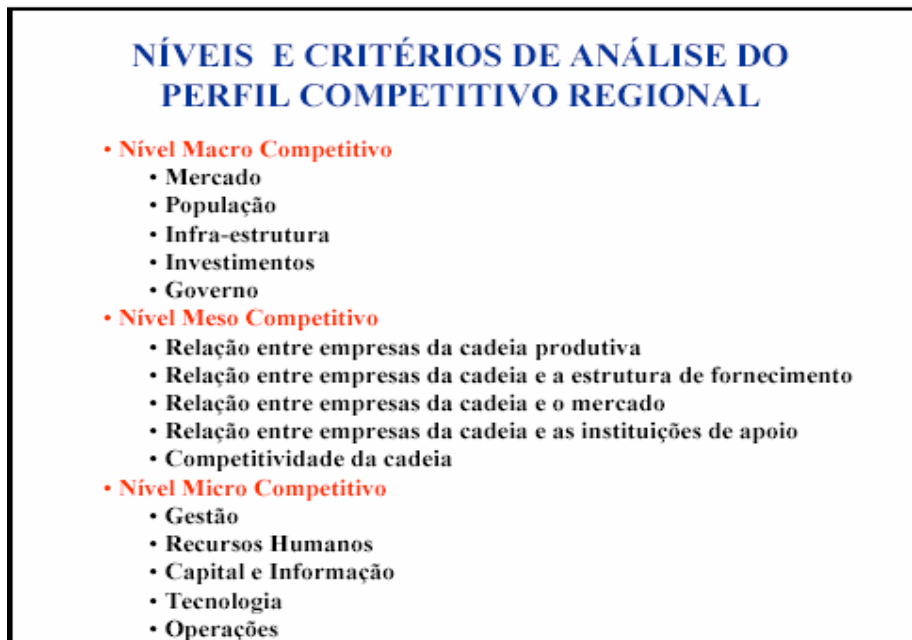 NÍVEIS E CRITÉRIOS DE ANÁLISE DO
PERFIL COMPETITIVO REGIONAL
• Nível Macro Competitivo
• Mercado
• População
• Infra-estrutura
• Investimentos
• Governo
• Nível Meso Competitivo
• Relação entre empresas da cadeia produtiva
• Relação entre empresas da cadeia e a estrutura de fornecimento
• Relação entre empresas da cadeia e o mercado
• Relação entre empresas da cadeia e as instituições de apoio
• Competitividade da cadeia
• Nível Micro Competitivo
• Gestão
• Recursos Humanos
• Capital e Informação
• Tecnologia
• Operações